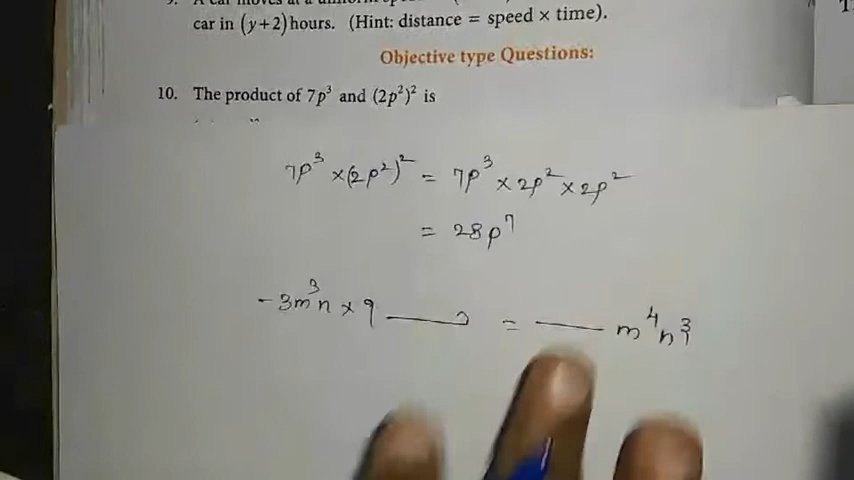 car in (y+2) hours. (Hint: distance = speed × time).
Objective type Questions:
10. The product of 7p³ and (2p²)² is
7p³ × (2p²)² = 7p³ × 2p² × 2p²
= 28p⁷
-3m³n × 9 ___ = ___ m⁴n³